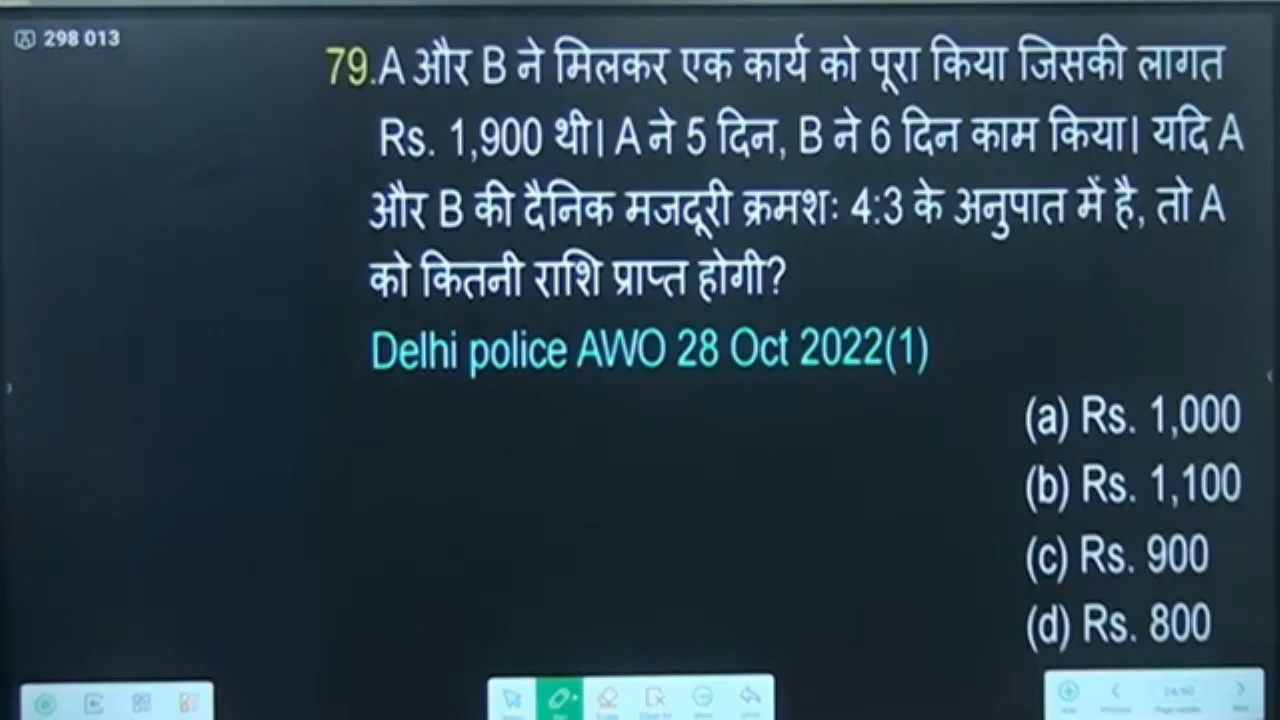 298 013
79.A और B ने मिलकर एक कार्य को पूरा किया जिसकी लागत
Rs. 1,900 थी। A ने 5 दिन, B ने 6 दिन काम किया। यदि A
और B की दैनिक मजदूरी क्रमशः 4:3 के अनुपात में है, तो A
को कितनी राशि प्राप्त होगी?
Delhi police AWO 28 Oct 2022(1)
(a) Rs. 1,000
(b) Rs. 1,100
(c) Rs. 900
(d) Rs. 800
24/60